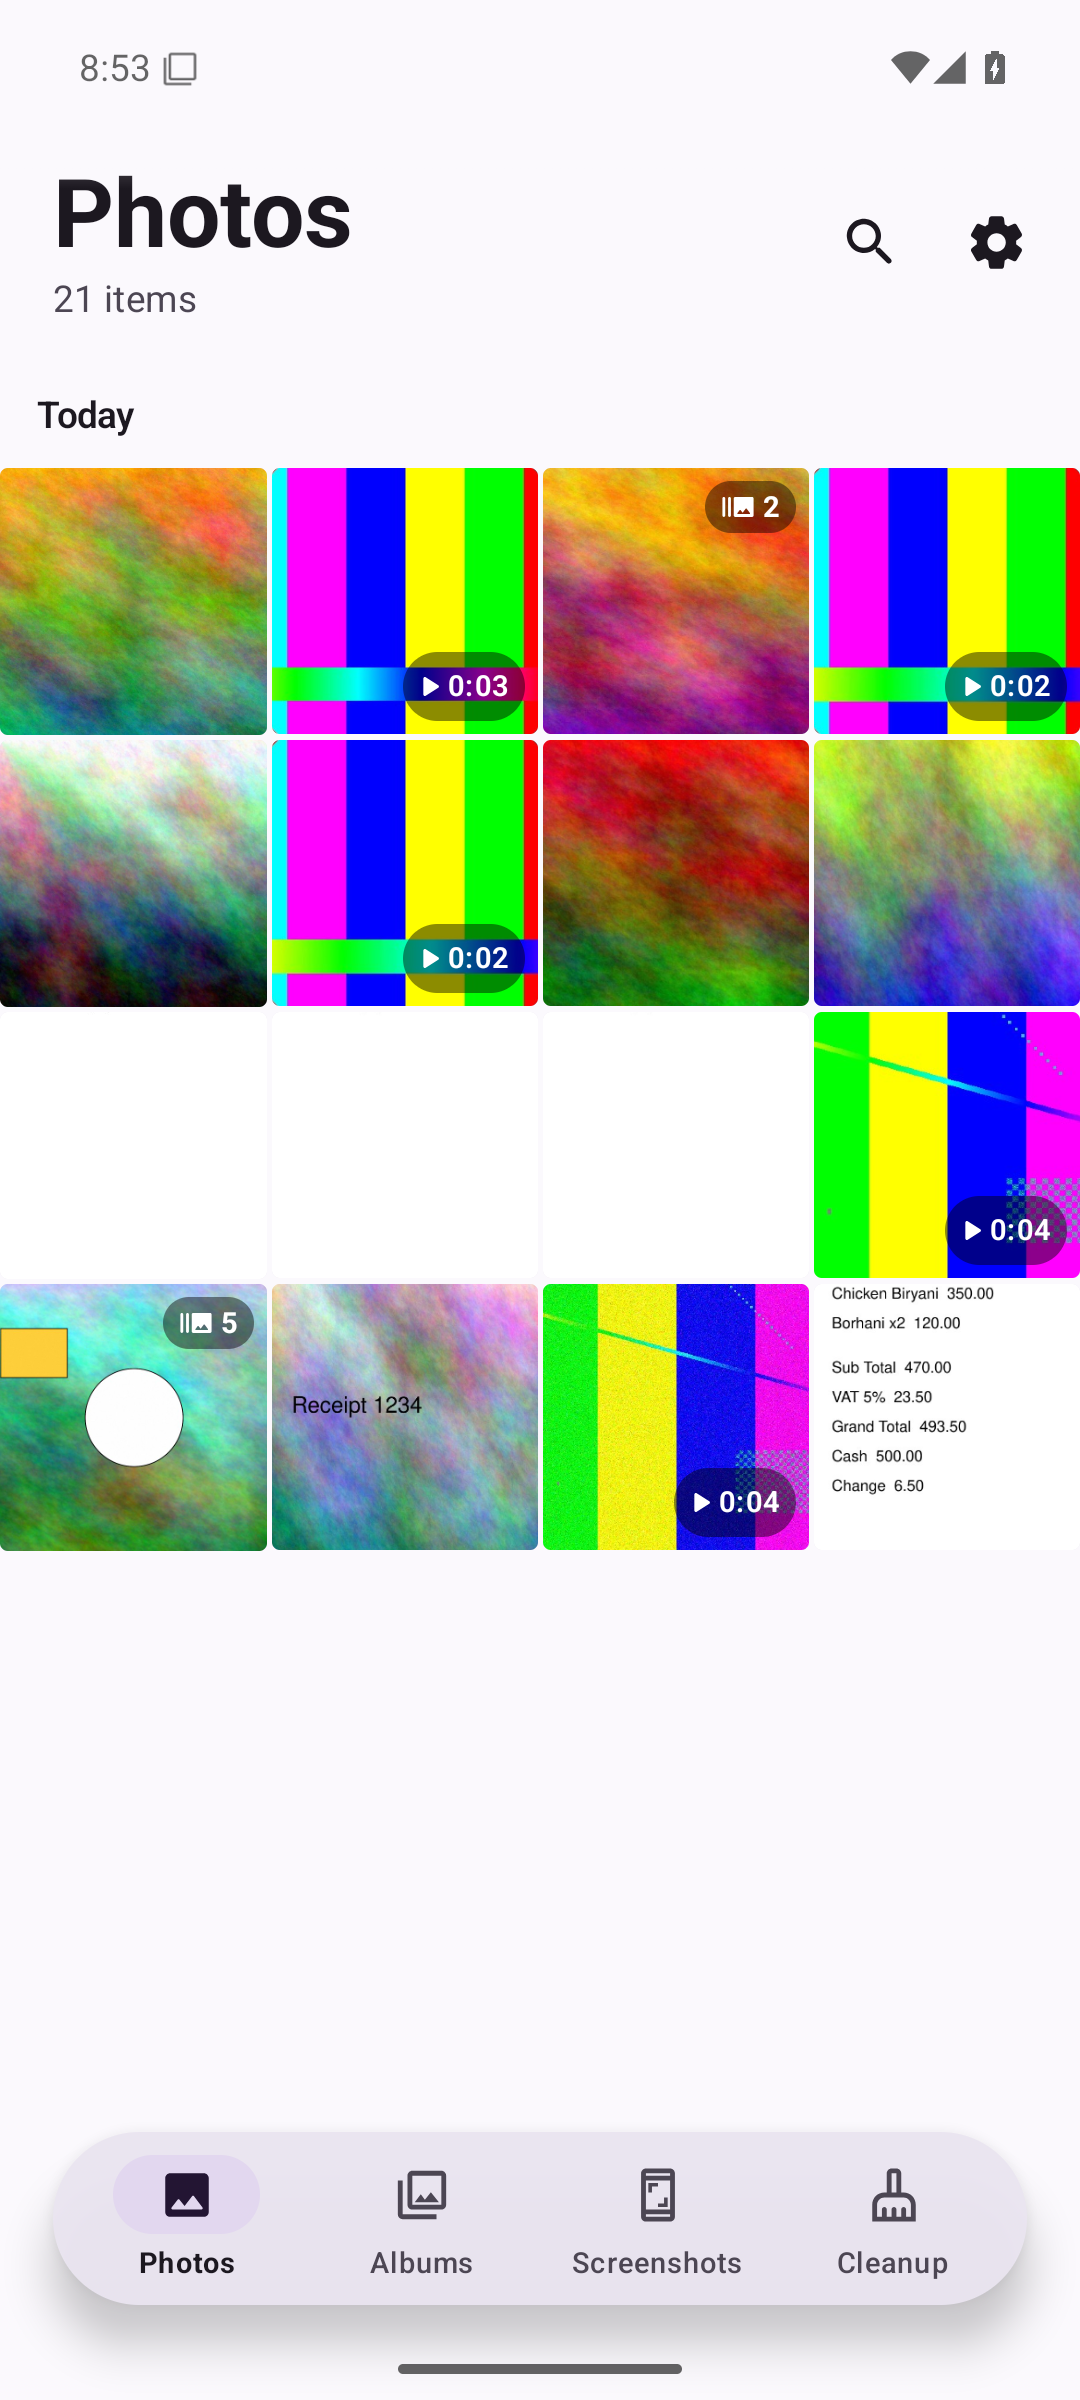 8:53
Photos
21 items
Today
0:03
2
0:02
0:02
0:04
5
Receipt 1234
0:04
Chicken Biryani 350.00
Borhani x2 120.00
Sub Total 470.00
VAT 5% 23.50
Grand Total 493.50
Cash 500.00
Change 6.50
Photos
Albums
Screenshots
Cleanup